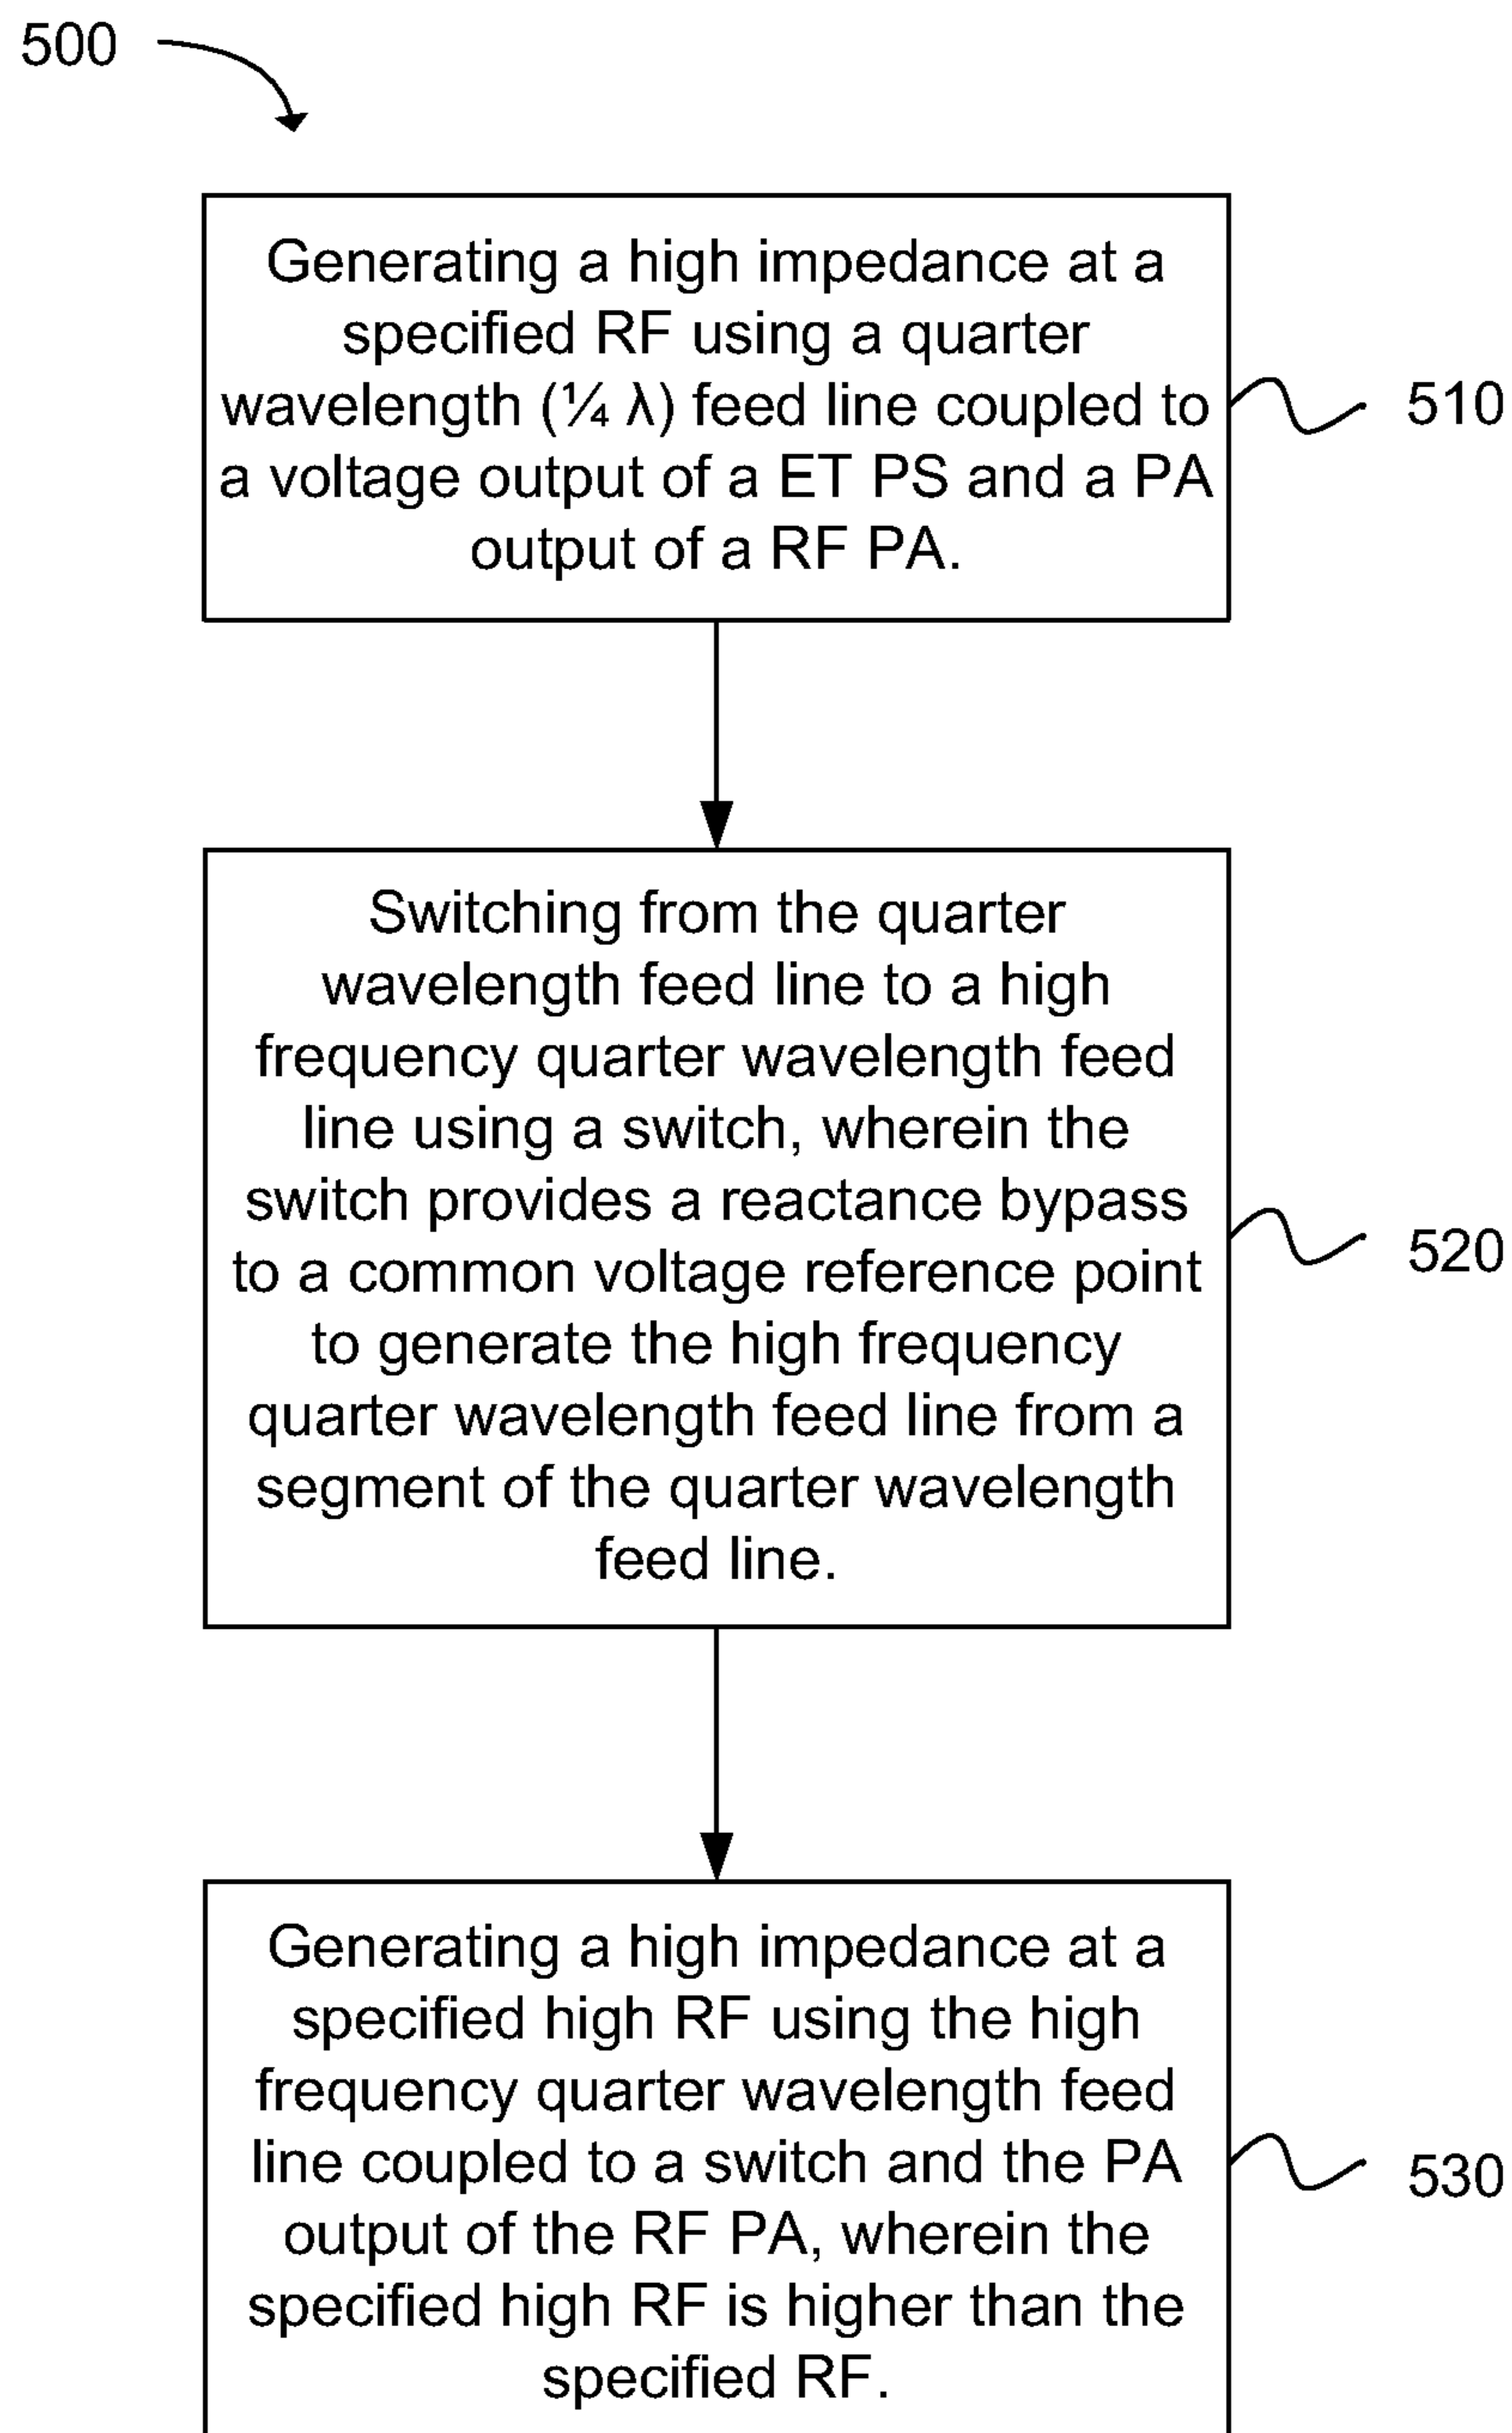 500
Generating a high impedance at a
specified RF using a quarter
wavelength (¼ λ) feed line coupled to
a voltage output of a ET PS and a PA
output of a RF PA.
510
Switching from the quarter
wavelength feed line to a high
frequency quarter wavelength feed
line using a switch, wherein the
switch provides a reactance bypass
to a common voltage reference point
to generate the high frequency
quarter wavelength feed line from a
segment of the quarter wavelength
feed line.
520
Generating a high impedance at a
specified high RF using the high
frequency quarter wavelength feed
line coupled to a switch and the PA
output of the RF PA, wherein the
specified high RF is higher than the
specified RF.
530